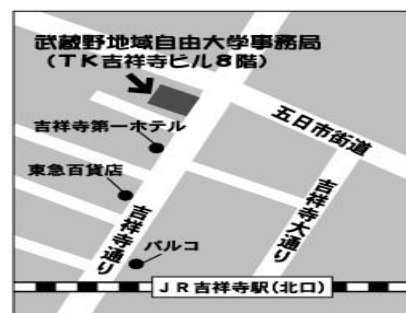 武蔵野地域自由大学事務局
（ＴＫ吉祥寺ビル８階）
五日市街道
吉祥寺第一ホテル
東急百貨店
吉祥寺通り
吉祥寺大通り
パルコ
ＪＲ吉祥寺駅（北口）